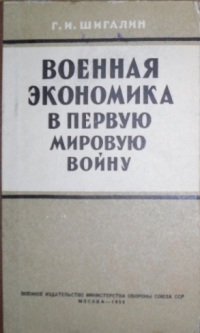 Г. И. ШИГАЛИН
ВОЕННАЯ
ЭКОНОМИКА
В ПЕРВУЮ
МИРОВУЮ
ВОЙНУ
ВОЕННОЕ ИЗДАТЕЛЬСТВО МИНИСТЕРСТВА ОБОРОНЫ СОЮЗА ССР
МОСКВА—